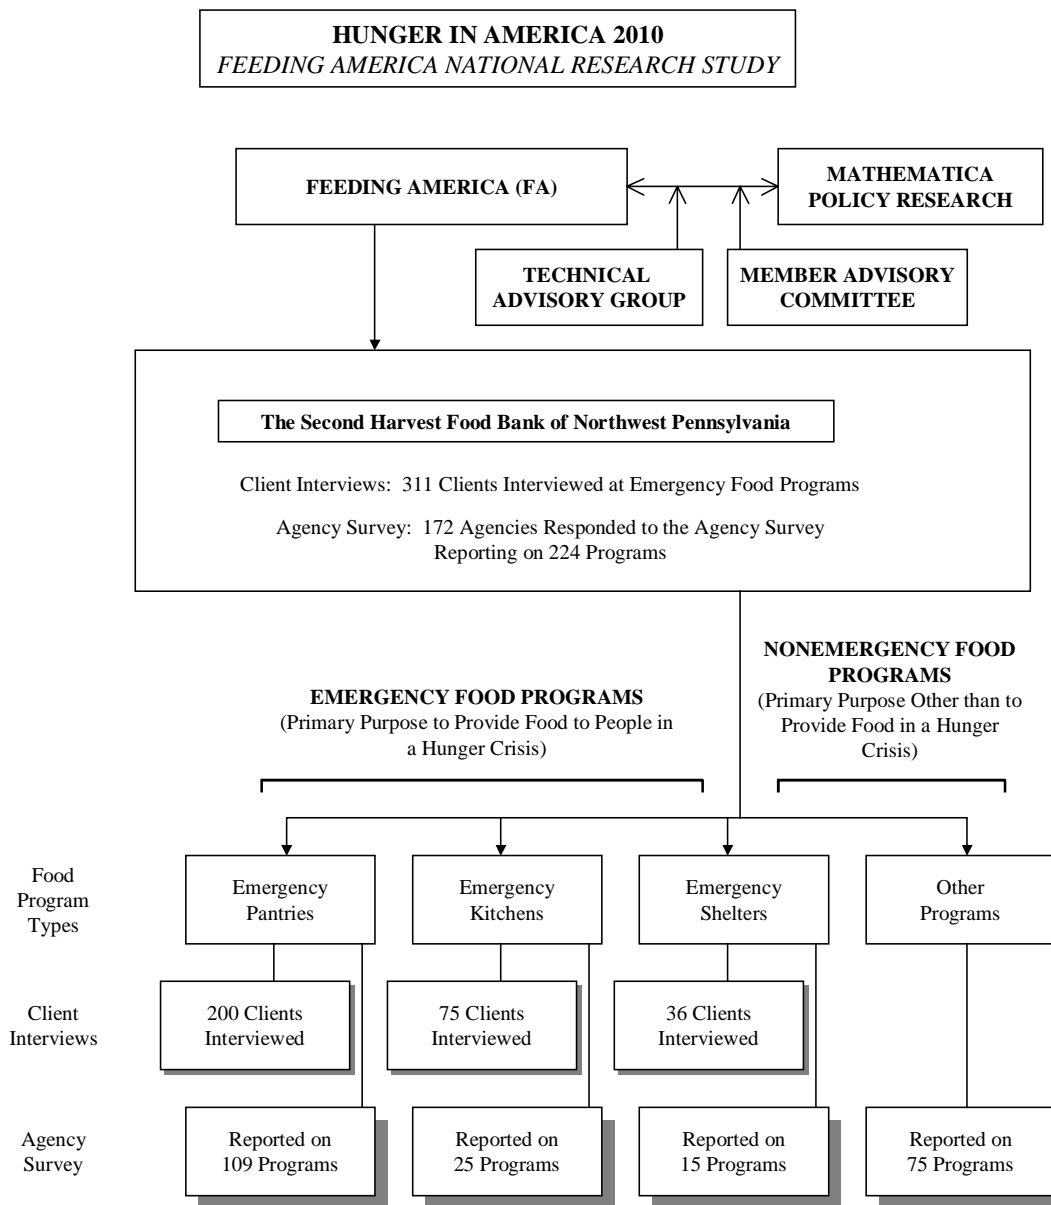 HUNGER IN AMERICA 2010
FEEDING AMERICA NATIONAL RESEARCH STUDY
FEEDING AMERICA (FA)
MATHEMATICA
POLICY RESEARCH
TECHNICAL
ADVISORY GROUP
MEMBER ADVISORY
COMMITTEE
The Second Harvest Food Bank of Northwest Pennsylvania
Client Interviews:  311 Clients Interviewed at Emergency Food Programs
Agency Survey:  172 Agencies Responded to the Agency Survey
Reporting on 224 Programs
EMERGENCY FOOD PROGRAMS
(Primary Purpose to Provide Food to People in
a Hunger Crisis)
NONEMERGENCY FOOD
PROGRAMS
(Primary Purpose Other than to
Provide Food in a Hunger
Crisis)
Food
Program
Types
Emergency
Pantries
Emergency
Kitchens
Emergency
Shelters
Other
Programs
Client
Interviews
200 Clients
Interviewed
75 Clients
Interviewed
36 Clients
Interviewed
Agency
Survey
Reported on
109 Programs
Reported on
25 Programs
Reported on
15 Programs
Reported on
75 Programs